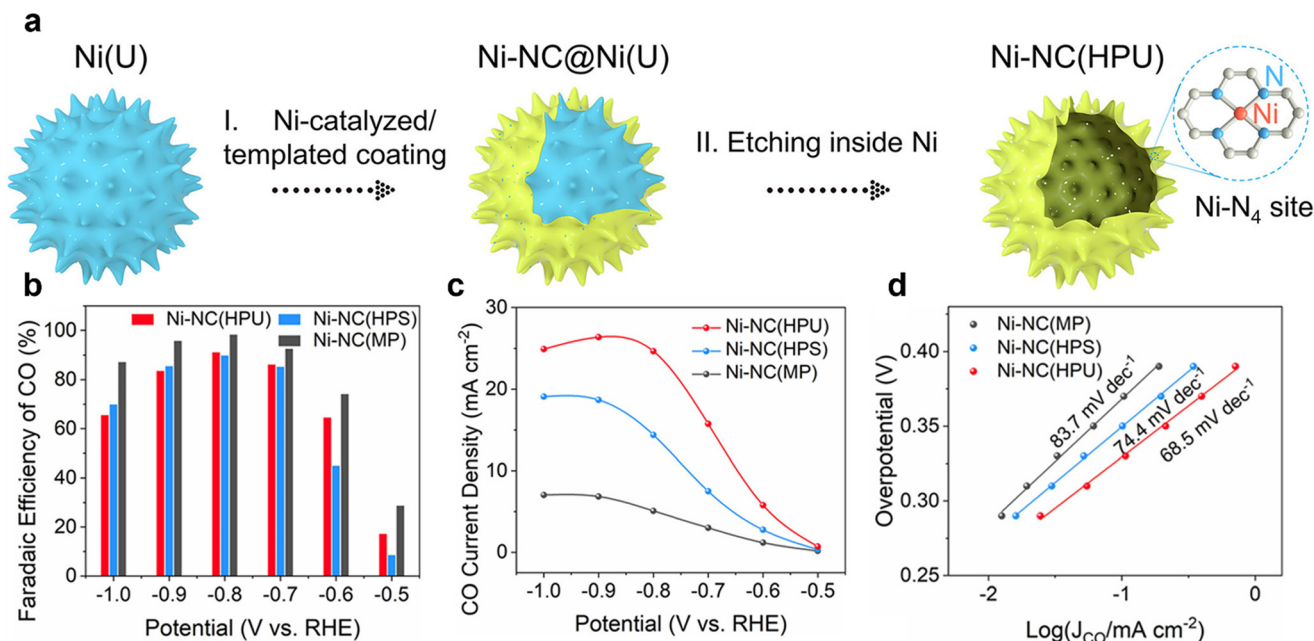 a
Ni(U)
Ni-NC@Ni(U)
Ni-NC(HPU)
I. Ni-catalyzed/
templated coating
II. Etching inside Ni
N
Ni
Ni-N4 site
b
Faradaic Efficiency of CO (%)
100
80
60
40
20
0
Ni-NC(HPU)
Ni-NC(HPS)
Ni-NC(MP)
-1.0 -0.9 -0.8 -0.7 -0.6 -0.5
Potential (V vs. RHE)
c
CO Current Density (mA cm-2)
30
20
10
0
Ni-NC(HPU)
Ni-NC(HPS)
Ni-NC(MP)
-1.0 -0.9 -0.8 -0.7 -0.6 -0.5
Potential (V vs. RHE)
d
Overpotential (V)
0.40
0.35
0.30
0.25
Ni-NC(MP)
Ni-NC(HPS)
Ni-NC(HPU)
83.7 mV dec-1
74.4 mV dec-1
68.5 mV dec-1
-2 -1 0
Log(JCO/mA cm-2)